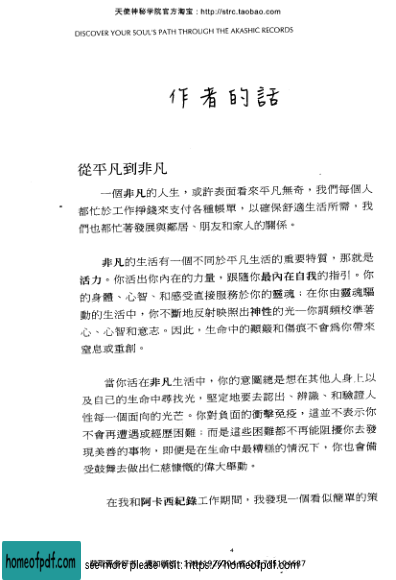 天使神秘学院官方淘宝：http://strc.taobao.com
DISCOVER YOUR SOUL'S PATH THROUGH THE AKASHIC RECORDS
作者的話
從平凡到非凡
一個非凡的人生，或許表面看來平凡無奇，我們每個人
都忙於工作掙錢來支付各種帳單，以確保舒適生活所需，我
們也都忙著發展與鄰居、朋友和家人的關係。
非凡的生活有一個不同於平凡生活的重要特質，那就是
活力。你活出你內在的力量，跟隨你最內在自我的指引。你
的身體、心智、和感受直接服務於你的靈魂；在你由靈魂驅
動的生活中，你不斷地反射映照出神性的光—你調頻校準著
心、心智和意志。因此，生命中的顛簸和傷痕不會為你帶來
窒息或重創。
當你活在非凡生活中，你的意圖總是想在其他人身上以
及自己的生命中尋找光，堅定地要去認出、辨識、和驗證人
性每一個面向的光芒。你對負面的衝擊免疫，這並不表示你
不會再遭遇或經歷困難；而是這些困難都不再能阻擾你去發
現美善的事物，即便是在生命中最糟糕的情況下，你也會備
受鼓舞去做出仁慈慷慨的偉大舉動。
在我和阿卡西紀錄工作期間，我發現一個看似簡單的策
4
homeofpdf.com
see more please visit: https://homeofpdf.com